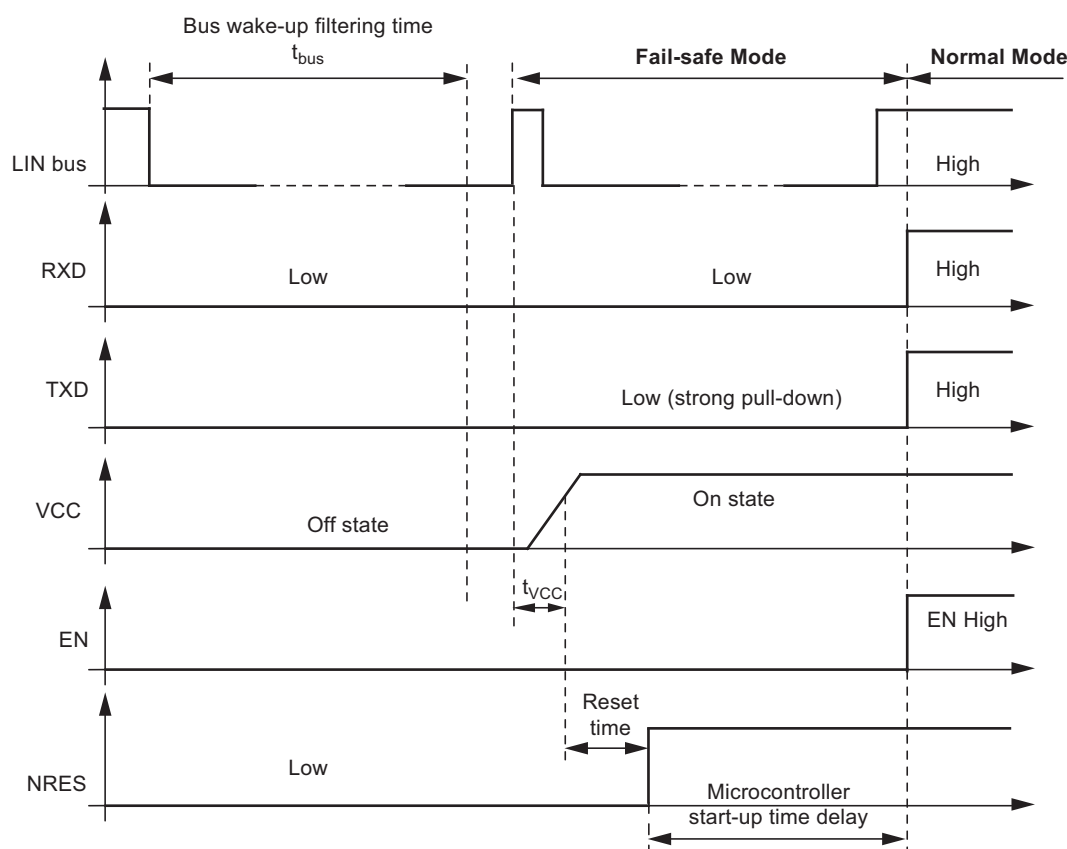 Bus wake-up filtering time
tbus
Fail-safe Mode
Normal Mode
LIN bus
High
RXD
Low
Low
High
TXD
Low (strong pull-down)
High
VCC
Off state
On state
tVCC
EN
EN High
Reset
time
NRES
Low
Microcontroller
start-up time delay